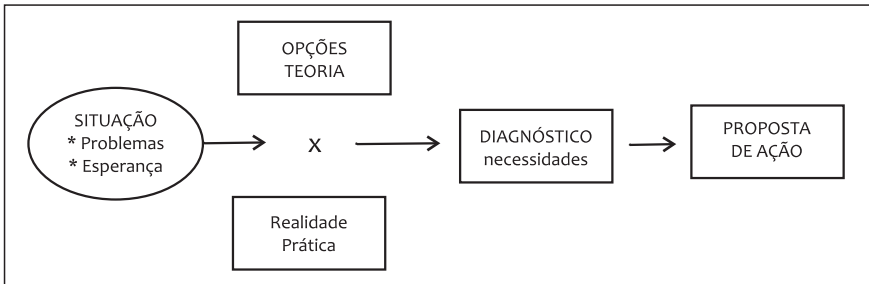 OPÇÕES
TEORIA
SITUAÇÃO
* Problemas
* Esperança
x
DIAGNÓSTICO
necessidades
PROPOSTA
DE AÇÃO
Realidade
Prática